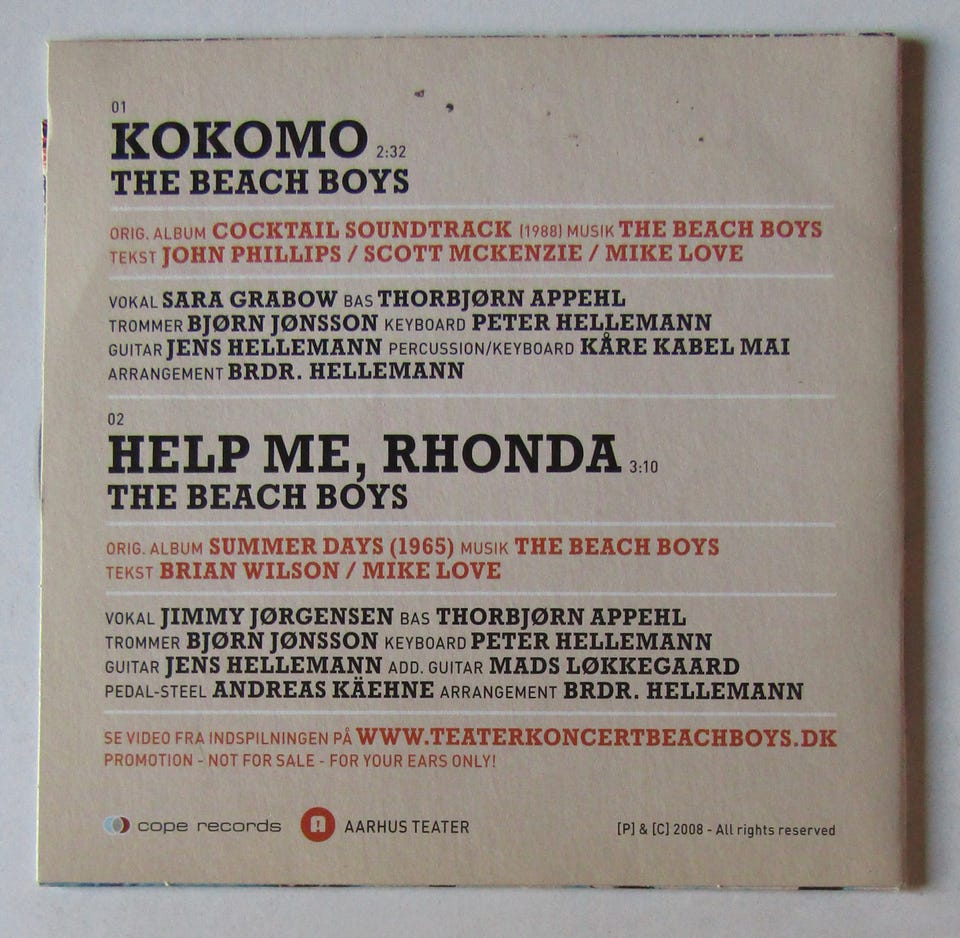 01
KOKOMO 2:32
THE BEACH BOYS
ORIG. ALBUM COCKTAIL SOUNDTRACK (1988) MUSIK THE BEACH BOYS
TEKST JOHN PHILLIPS / SCOTT MCKENZIE / MIKE LOVE
VOKAL SARA GRABOW BAS THORBJØRN APPEHL
TROMMER BJØRN JØNSSON KEYBOARD PETER HELLEMANN
GUITAR JENS HELLEMANN PERCUSSION/KEYBOARD KÅRE KABEL MAI
ARRANGEMENT BRDR. HELLEMANN
02
HELP ME, RHONDA 3:10
THE BEACH BOYS
ORIG. ALBUM SUMMER DAYS (1965) MUSIK THE BEACH BOYS
TEKST BRIAN WILSON / MIKE LOVE
VOKAL JIMMY JØRGENSEN BAS THORBJØRN APPEHL
TROMMER BJØRN JØNSSON KEYBOARD PETER HELLEMANN
GUITAR JENS HELLEMANN ADD. GUITAR MADS LØKKEGAARD
PEDAL-STEEL ANDREAS KÄEHNE ARRANGEMENT BRDR. HELLEMANN
SE VIDEO FRA INDSPILNINGEN PÅ WWW.TEATERKONCERTBEACHBOYS.DK
PROMOTION - NOT FOR SALE - FOR YOUR EARS ONLY!
cope records A AARHUS TEATER [P] & [C] 2008 - All rights reserved